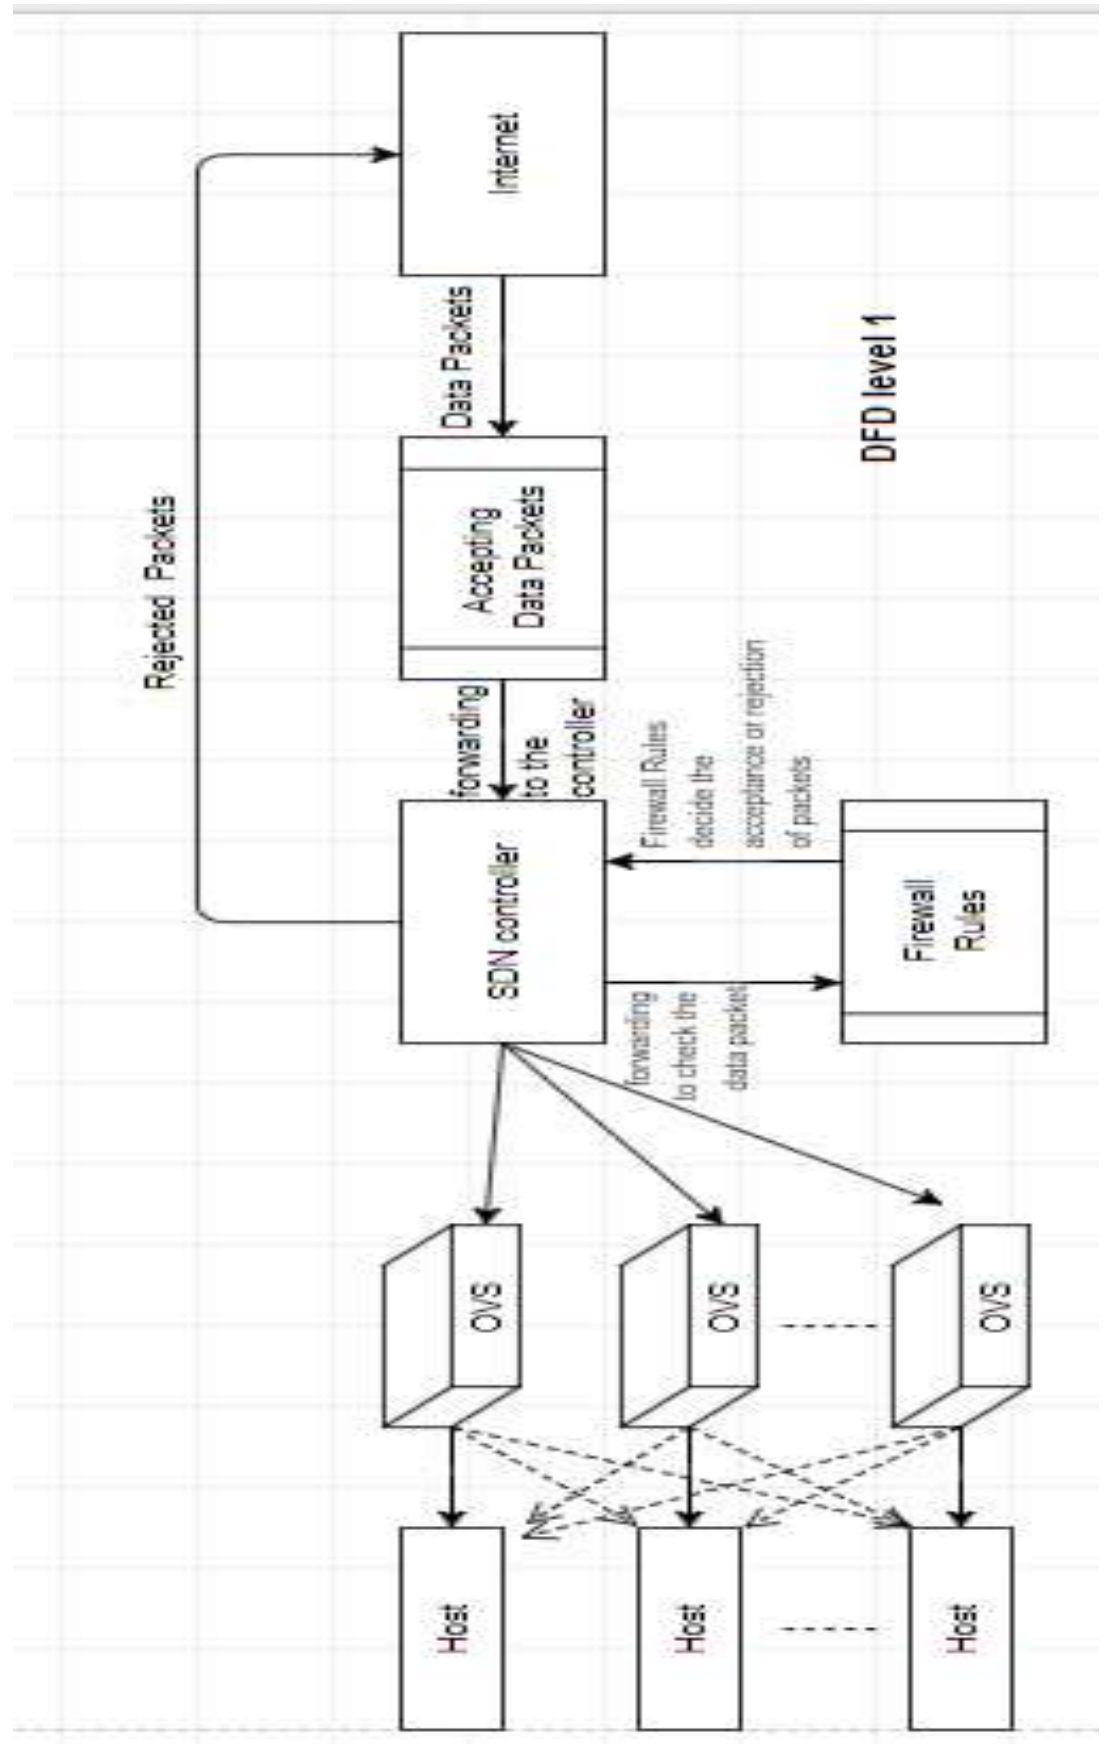 Rejected  Packets
Internet
Data Packets
Accepting
Data Packets
forwarding
to the
controller
SDN controller
Firewall Rules
decide the
acceptance or rejection
of packets
forwarding
to check the
data packet
Firewall
Rules
OVS
OVS
OVS
Host
Host
Host
DFD level 1